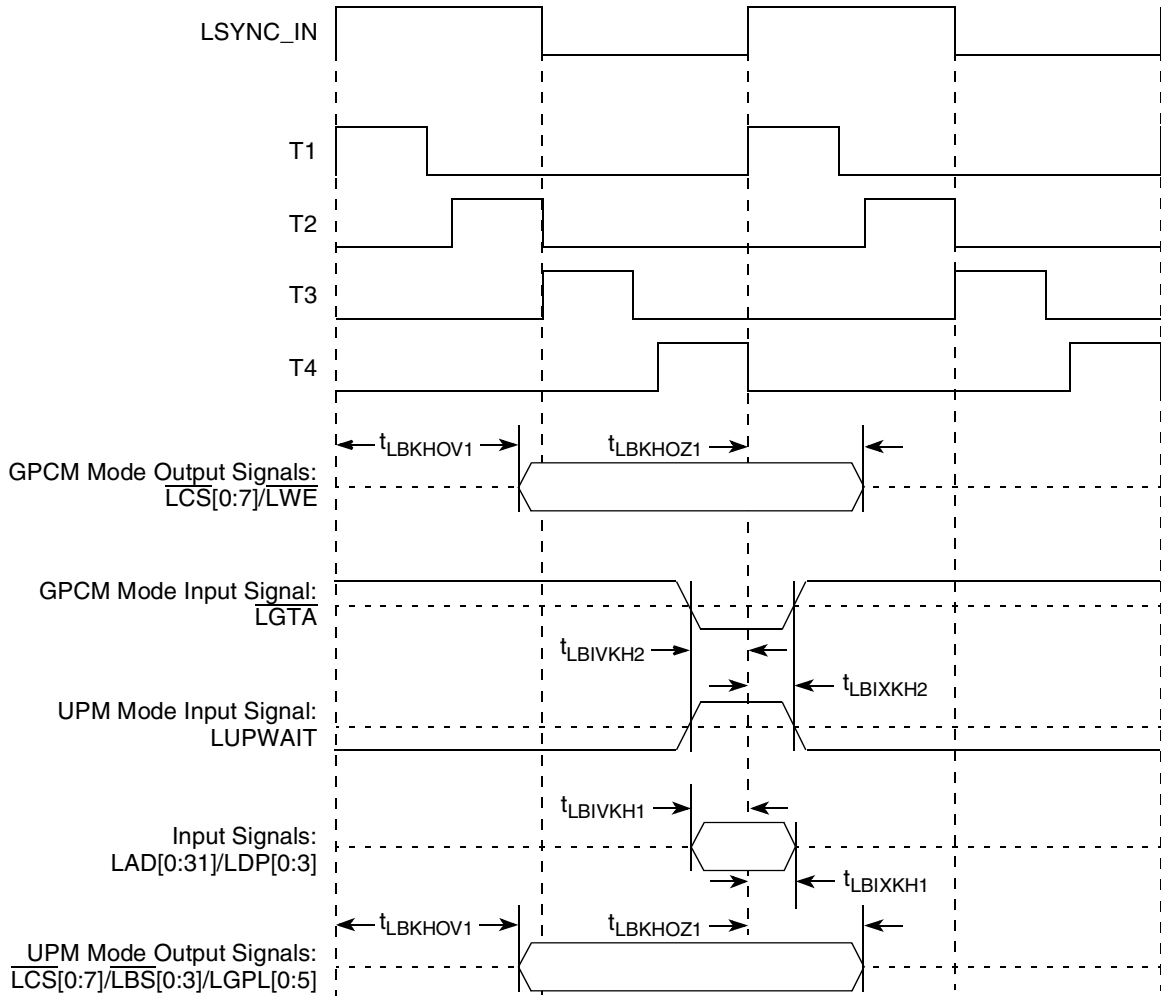 LSYNC_IN
T1
T2
T3
T4
tLBKHOV1
tLBKHOZ1
GPCM Mode Output Signals:
LCS[0:7]/LWE
GPCM Mode Input Signal:
LGTA
tLBIVKH2
tLBIXKH2
UPM Mode Input Signal:
LUPWAIT
tLBIVKH1
Input Signals:
LAD[0:31]/LDP[0:3]
tLBIXKH1
tLBKHOV1
tLBKHOZ1
UPM Mode Output Signals:
LCS[0:7]/LBS[0:3]/LGPL[0:5]